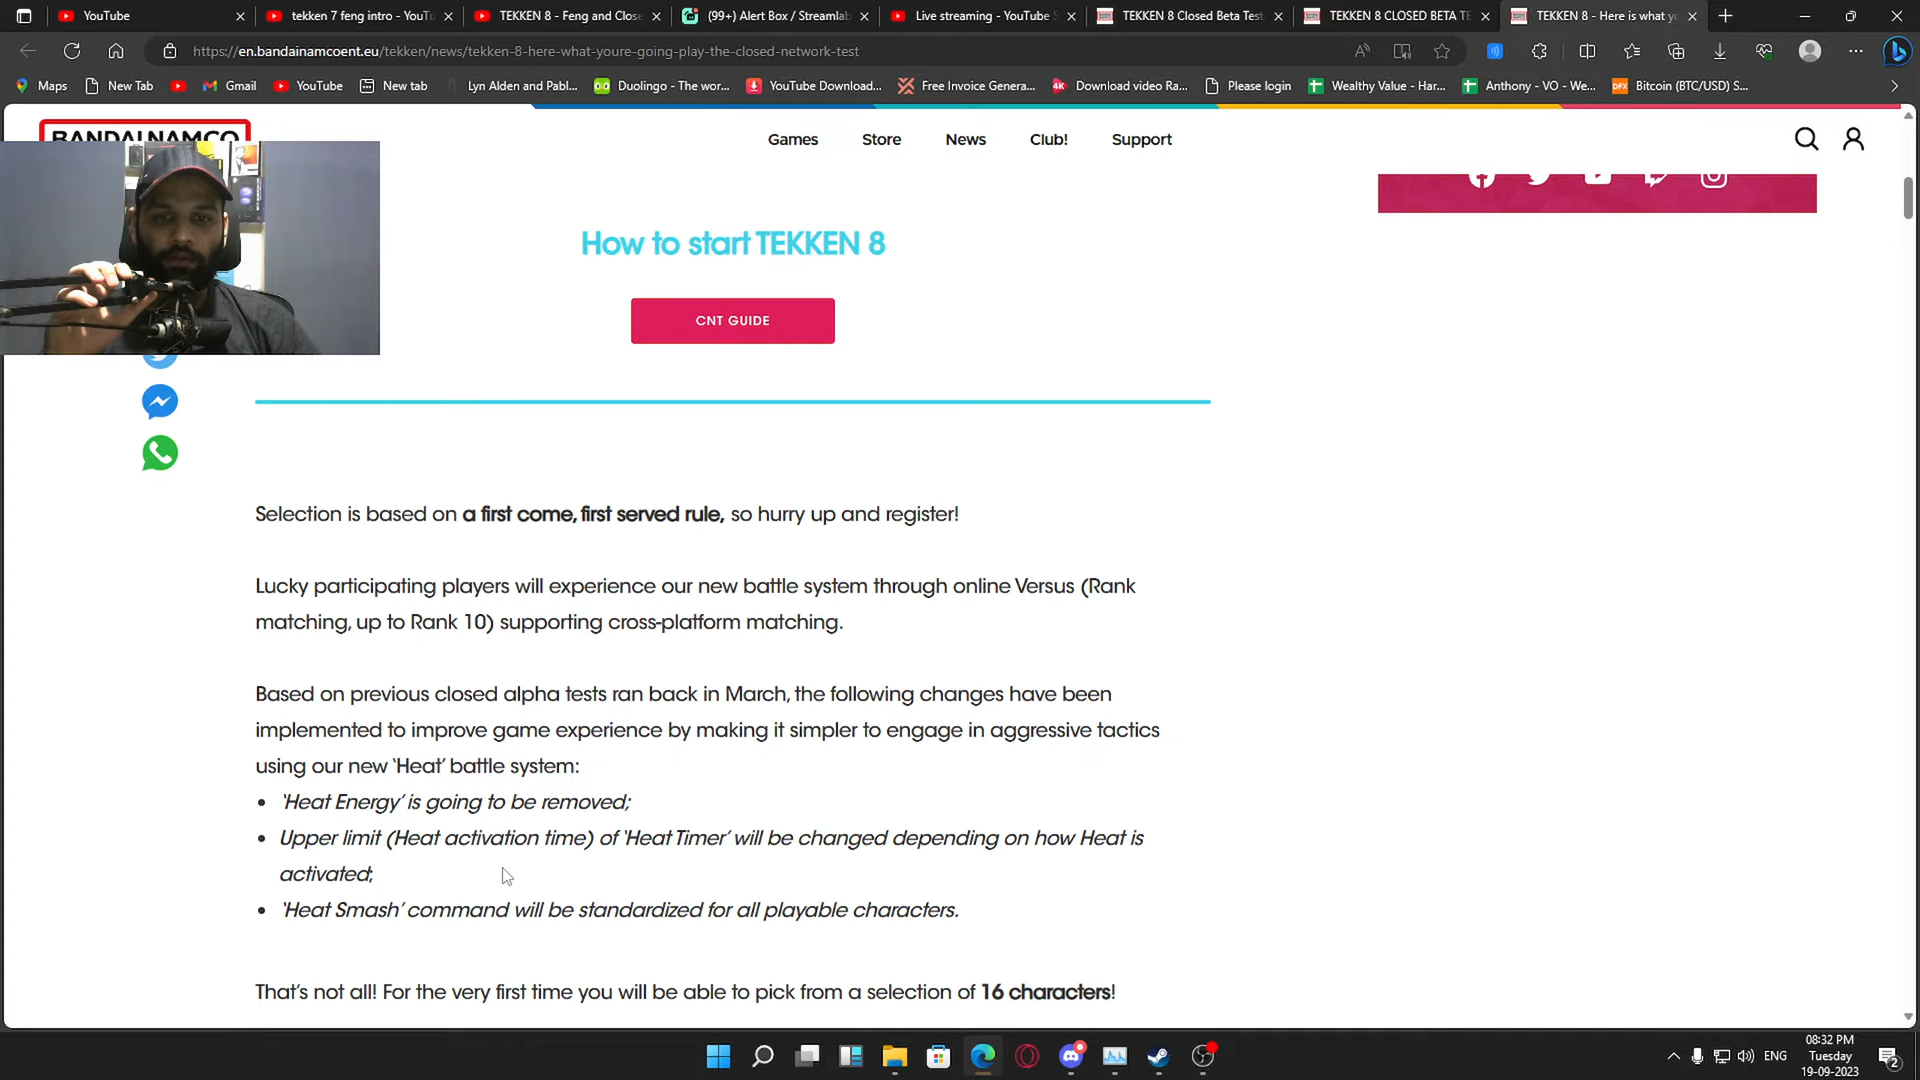 YouTube
tekken 7 feng intro - YouTu
TEKKEN 8 - Feng and Close
(99+) Alert Box / Streamlab
Live streaming - YouTube S
TEKKEN 8 Closed Beta Test
TEKKEN 8 CLOSED BETA TE
TEKKEN 8 - Here is what yo
https://en.bandainamcoent.eu/tekken/news/tekken-8-here-what-youre-going-play-the-closed-network-test
Maps
New Tab
Gmail
YouTube
New tab
Lyn Alden and Pabl...
Duolingo - The wor...
YouTube Download...
Free Invoice Genera...
4K
Download video Ra...
Please login
Wealthy Value - Har...
Anthony - VO - We...
DFX
Bitcoin (BTC/USD) S...
BANDAI NAMCO
Games
Store
News
Club!
Support
How to start TEKKEN 8
CNT GUIDE
Selection is based on a first come, first served rule, so hurry up and register!
Lucky participating players will experience our new battle system through online Versus (Rank
matching, up to Rank 10) supporting cross-platform matching.
Based on previous closed alpha tests ran back in March, the following changes have been
implemented to improve game experience by making it simpler to engage in aggressive tactics
using our new ‘Heat’ battle system:
• ‘Heat Energy’ is going to be removed;
• Upper limit (Heat activation time) of ‘Heat Timer’ will be changed depending on how Heat is
activated;
• ‘Heat Smash’ command will be standardized for all playable characters.
That’s not all! For the very first time you will be able to pick from a selection of 16 characters!
ENG
08:32 PM
Tuesday
19-09-2023
2